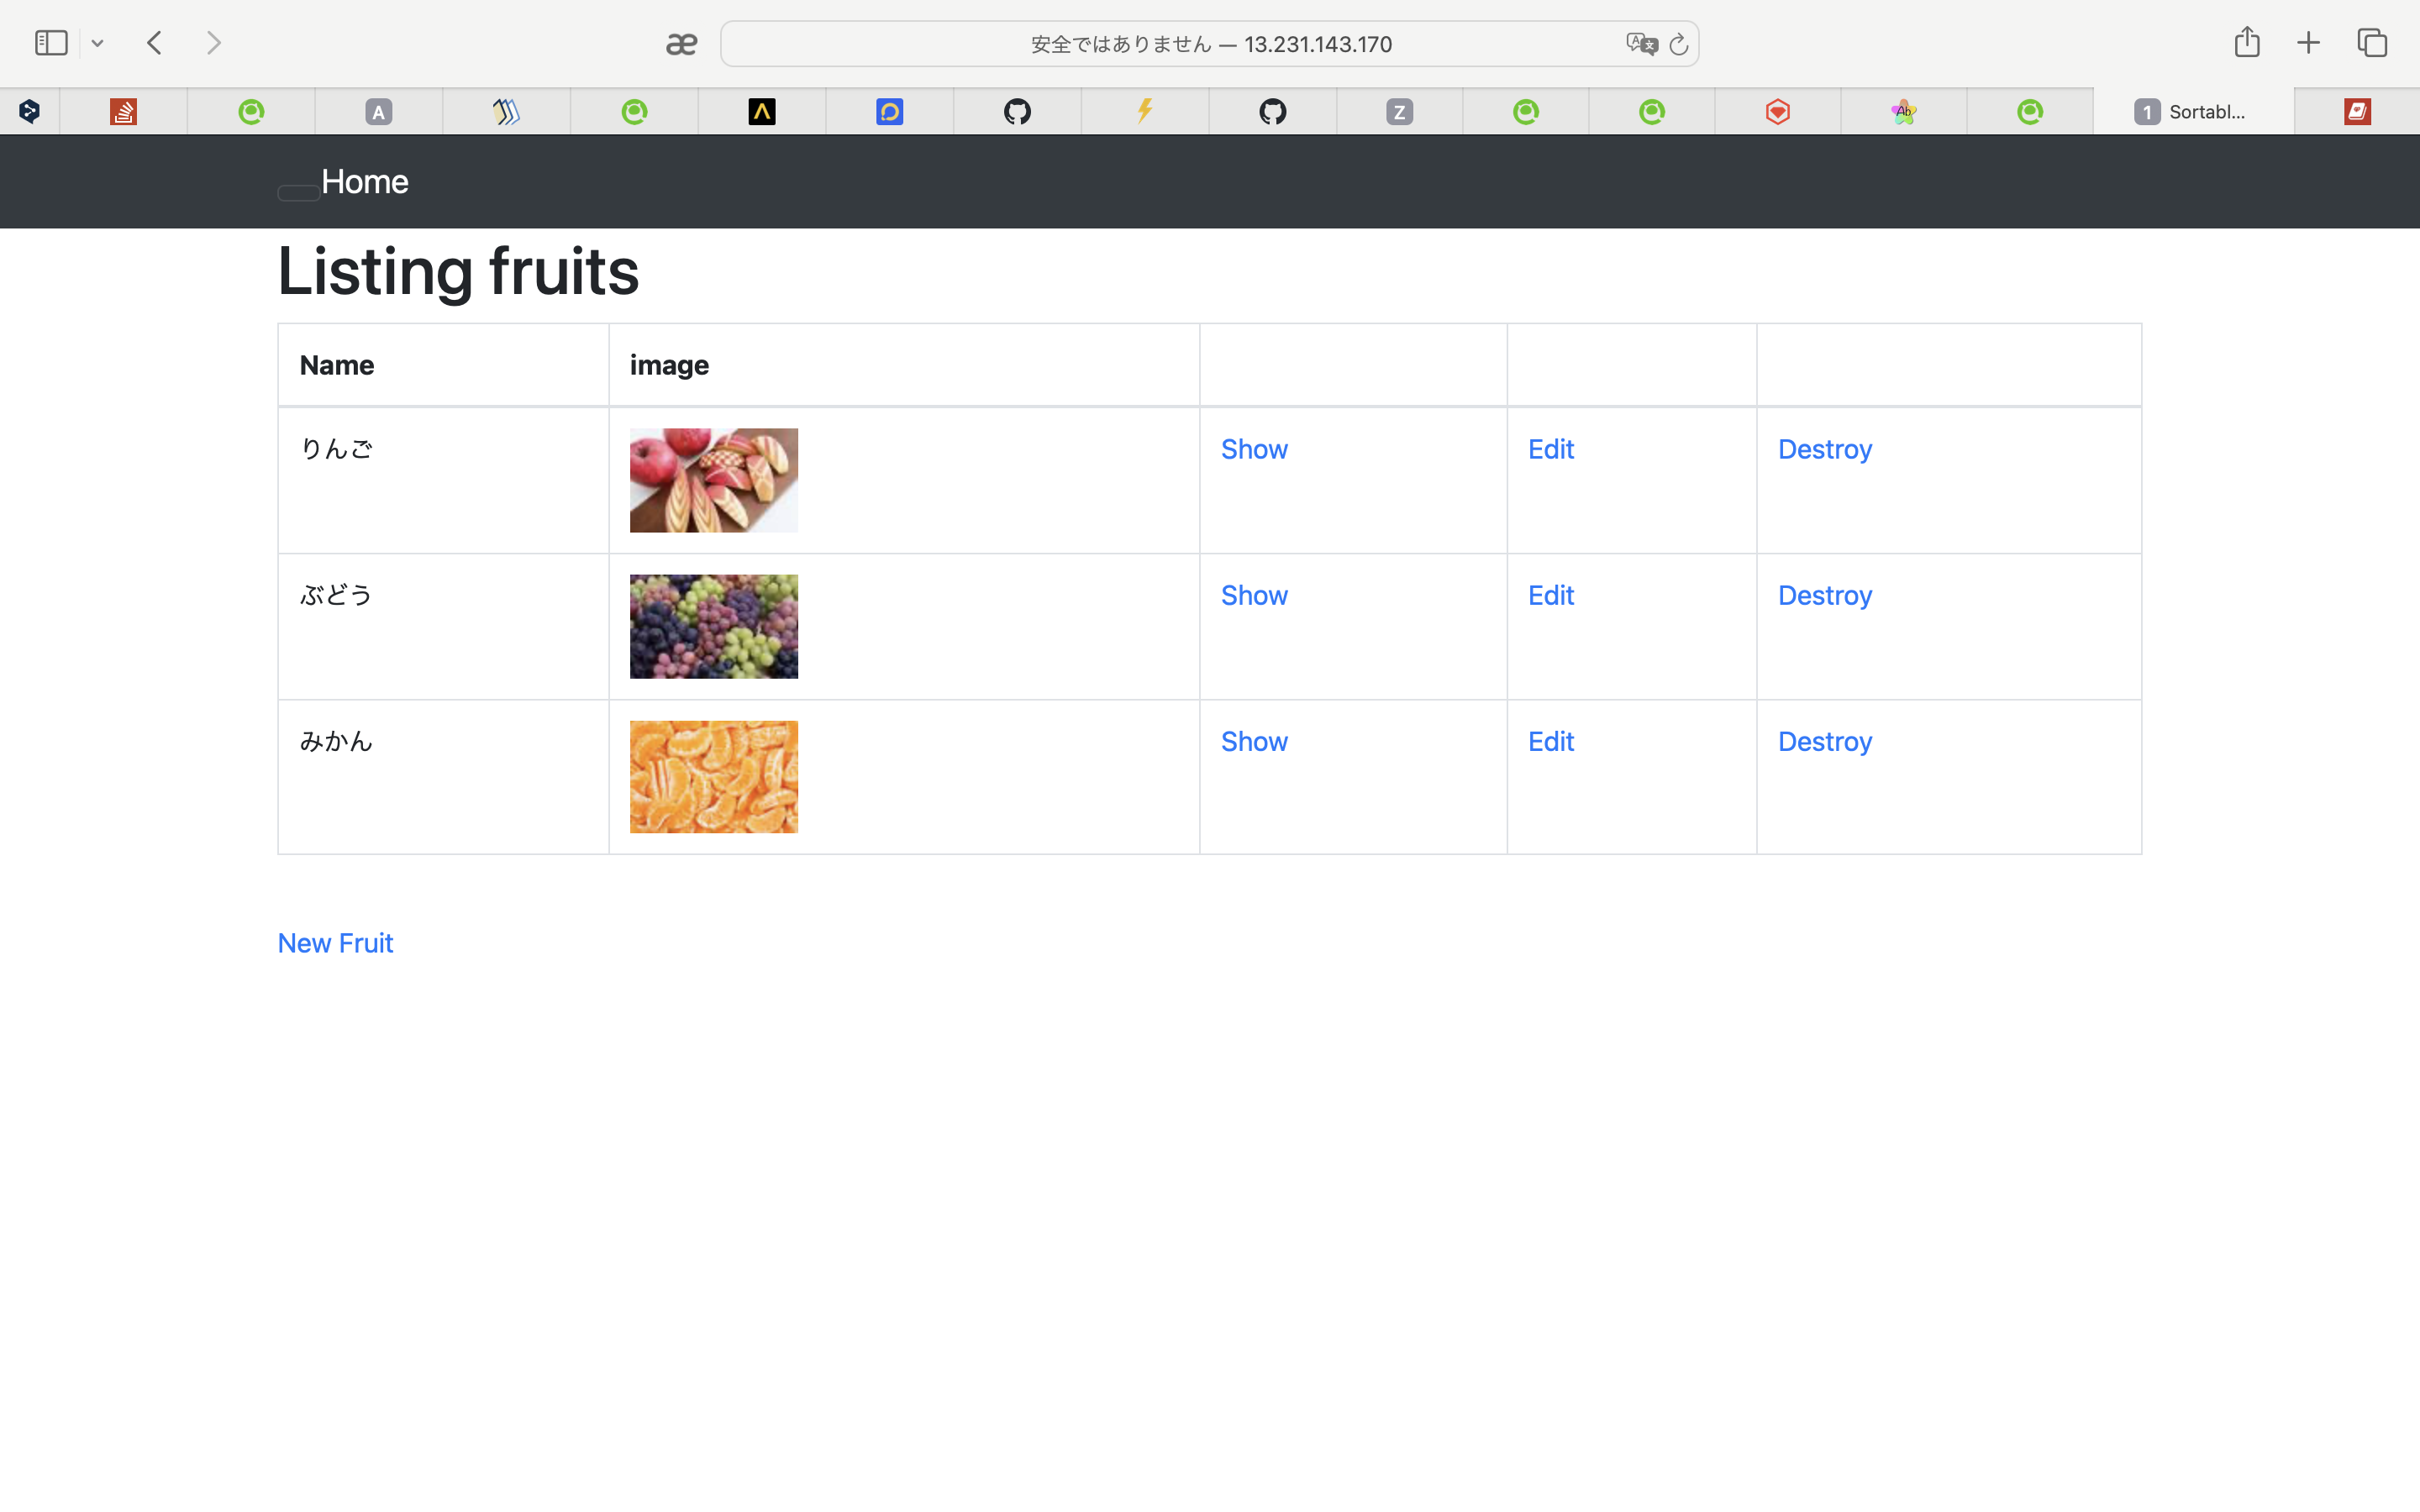 安全ではありません — 13.231.143.170
A
Z
Ab
1 Sortabl...
Home
Listing fruits
Name image
りんご Show Edit Destroy
ぶどう Show Edit Destroy
みかん Show Edit Destroy
New Fruit